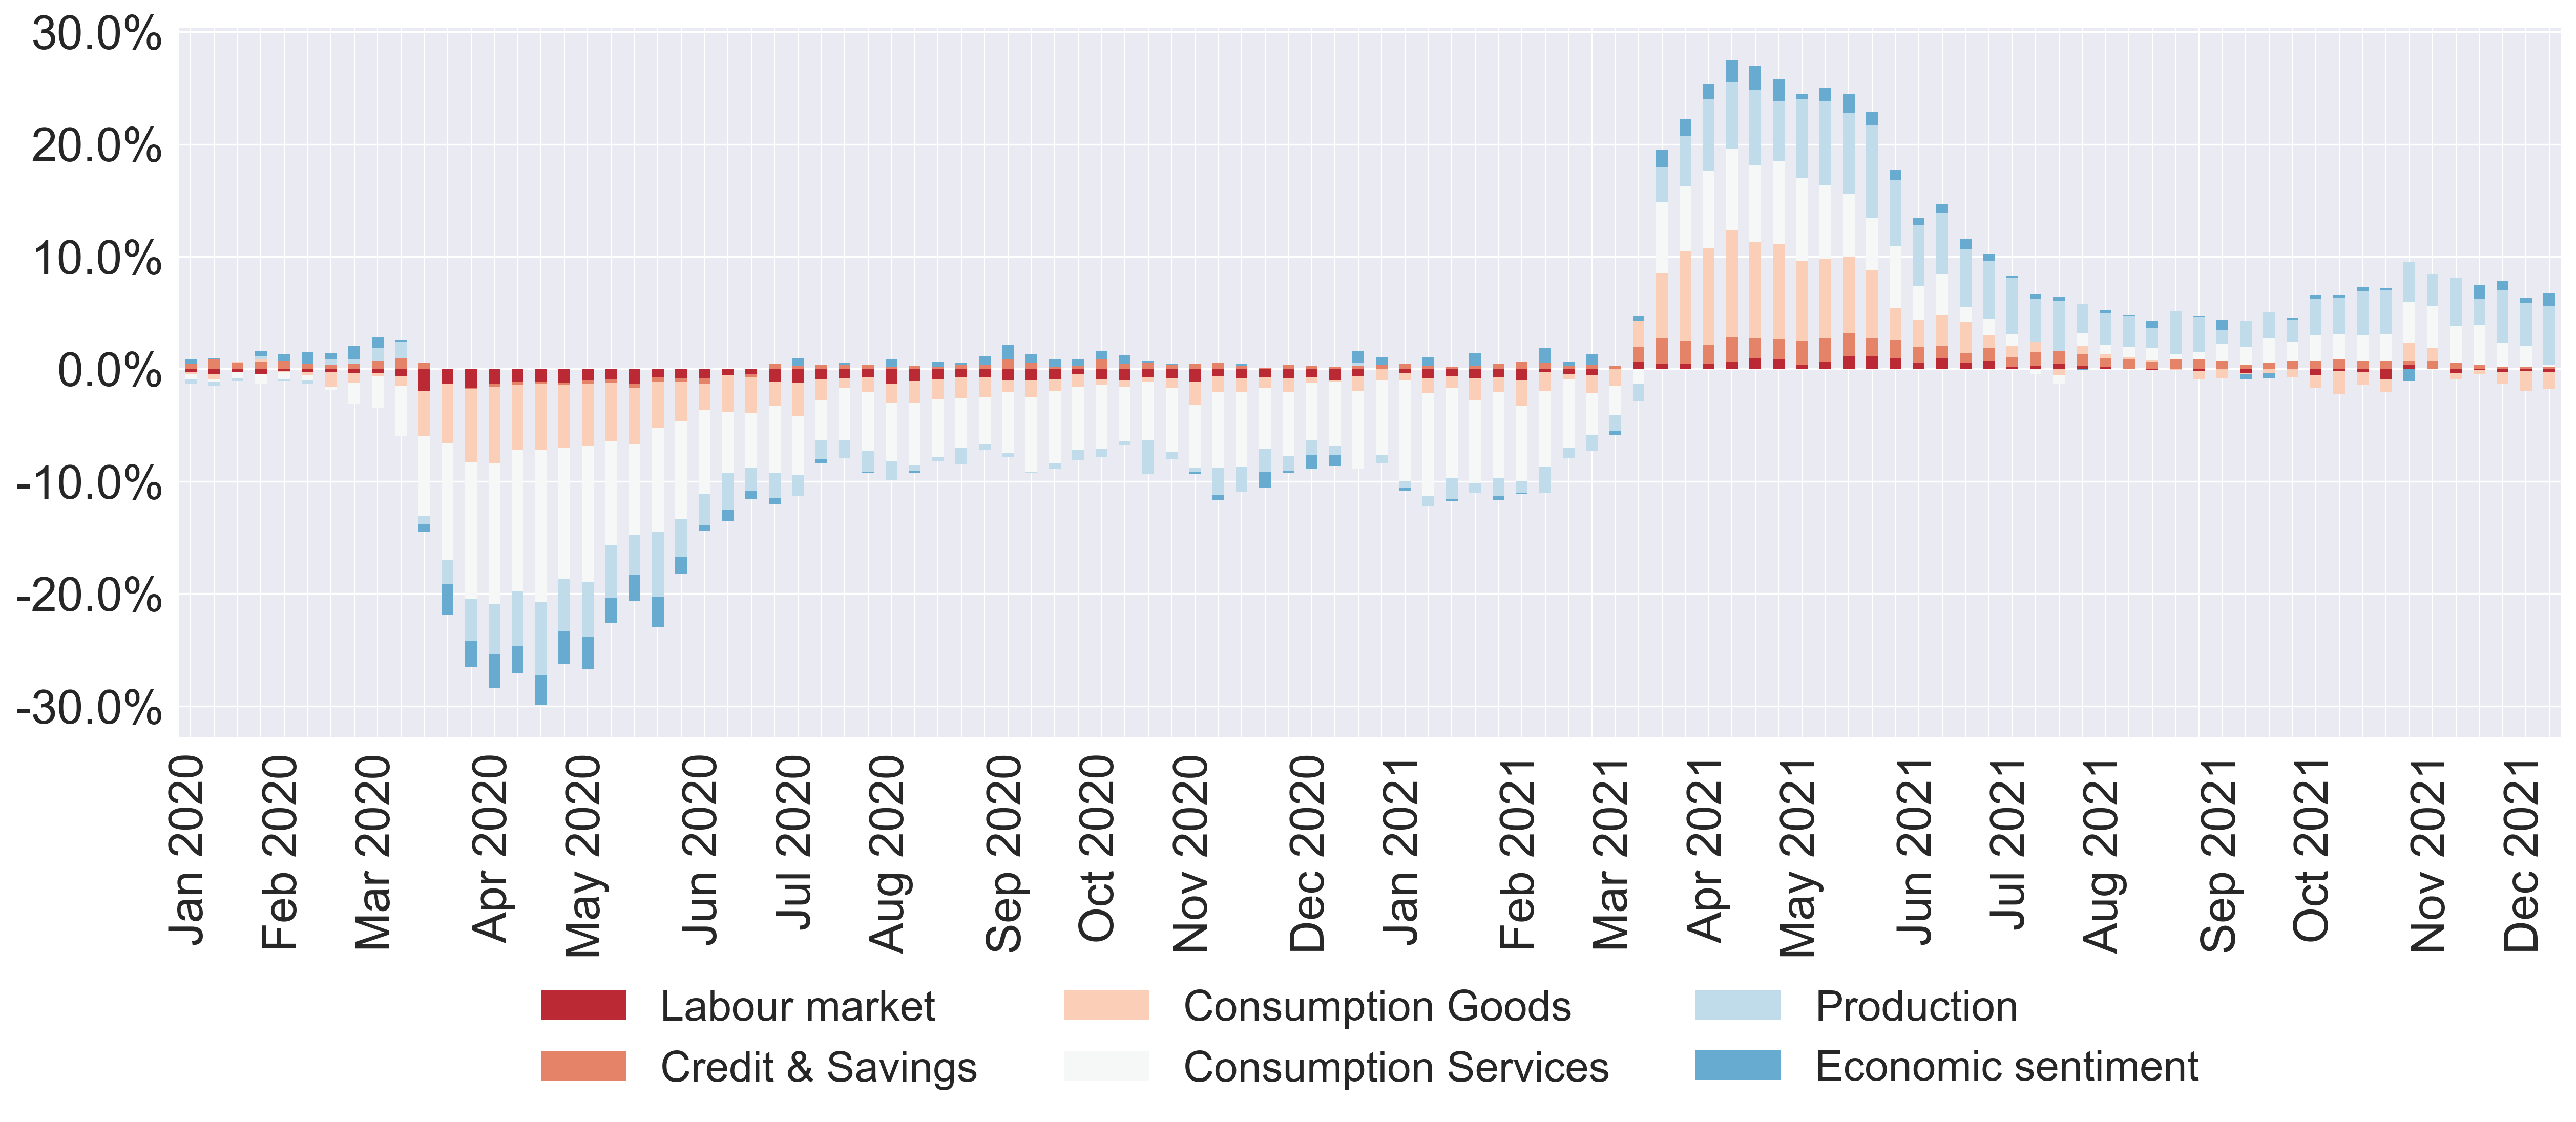 30.0%
20.0%
10.0%
0.0%
-10.0%
-20.0%
-30.0%
Jan 2020
Feb 2020
Mar 2020
Apr 2020
May 2020
Jun 2020
Jul 2020
Aug 2020
Sep 2020
Oct 2020
Nov 2020
Dec 2020
Jan 2021
Feb 2021
Mar 2021
Apr 2021
May 2021
Jun 2021
Jul 2021
Aug 2021
Sep 2021
Oct 2021
Nov 2021
Dec 2021
Labour market
Consumption Goods
Production
Credit & Savings
Consumption Services
Economic sentiment